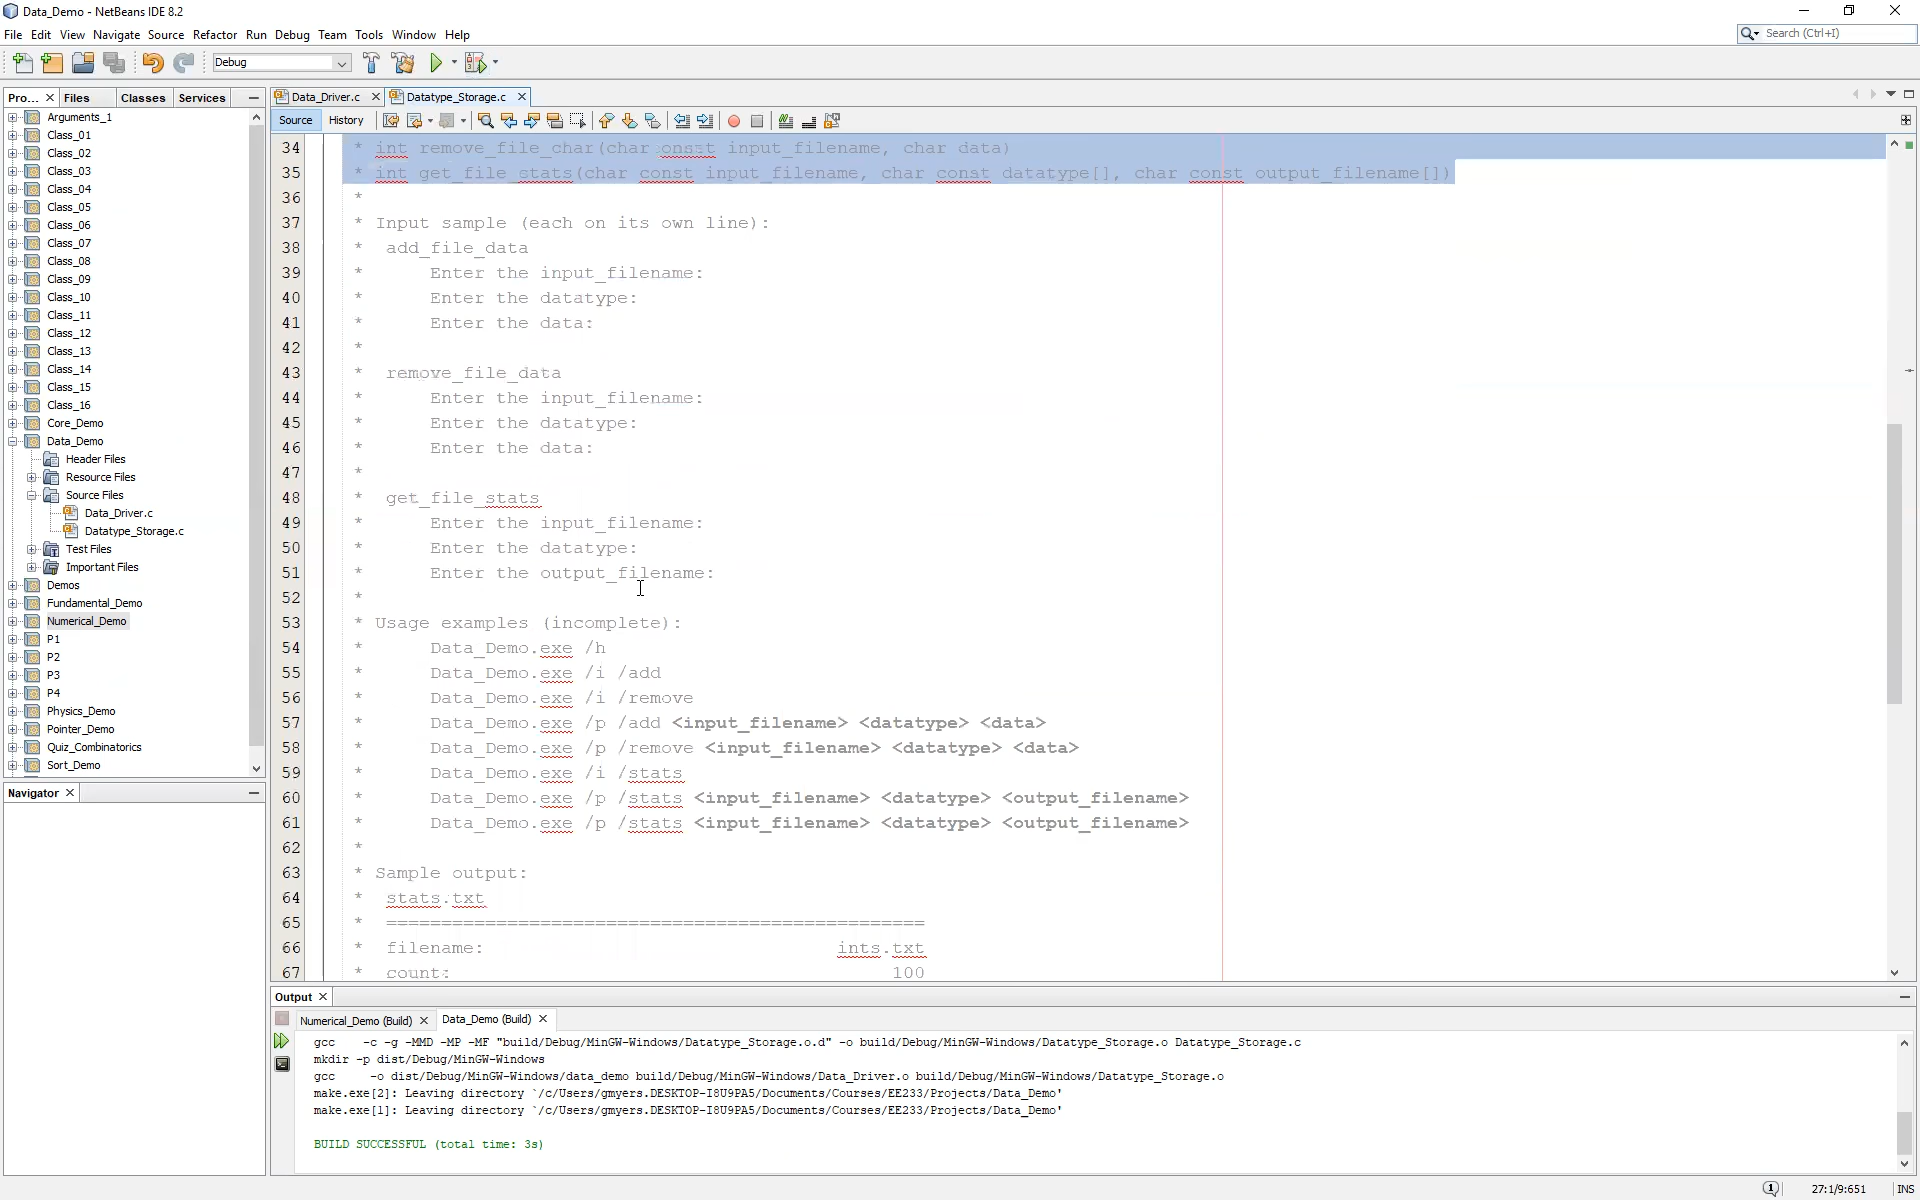 Data_Demo - NetBeans IDE 8.2
File Edit View Navigate Source Refactor Run Debug Team Tools Window Help
Search (Ctrl+I)
Debug
Pro... Files Classes Services
Data_Driver.c Datatype_Storage.c
Source History
Arguments_1
Class_01
Class_02
Class_03
Class_04
Class_05
Class_06
Class_07
Class_08
Class_09
Class_10
Class_11
Class_12
Class_13
Class_14
Class_15
Class_16
Core_Demo
Data_Demo
Header Files
Resource Files
Source Files
Data_Driver.c
Datatype_Storage.c
Test Files
Important Files
Demos
Fundamental_Demo
Numerical_Demo
P1
P2
P3
P4
Physics_Demo
Pointer_Demo
Quiz_Combinatorics
Sort_Demo
Navigator
34 * int remove_file_char(char onset input_filename, char data)
35 * int get_file_stats(char const input_filename, char const datatype[], char const output_filename[])
36 *
37 * Input sample (each on its own line):
38 * add_file_data
39 * Enter the input_filename:
40 * Enter the datatype:
41 * Enter the data:
42 *
43 * remove_file_data
44 * Enter the input_filename:
45 * Enter the datatype:
46 * Enter the data:
47 *
48 * get_file_stats
49 * Enter the input_filename:
50 * Enter the datatype:
51 * Enter the output_filename:
52 *
53 * Usage examples (incomplete):
54 * Data_Demo.exe /h
55 * Data_Demo.exe /i /add
56 * Data_Demo.exe /i /remove
57 * Data_Demo.exe /p /add <input_filename> <datatype> <data>
58 * Data_Demo.exe /p /remove <input_filename> <datatype> <data>
59 * Data_Demo.exe /i /stats
60 * Data_Demo.exe /p /stats <input_filename> <datatype> <output_filename>
61 * Data_Demo.exe /p /stats <input_filename> <datatype> <output_filename>
62 *
63 * Sample output:
64 * stats.txt
65 * =================================================
66 * filename: ints.txt
67 * count: 100
Output
Numerical_Demo (Build) Data_Demo (Build)
gcc -c -g -MMD -MP -MF "build/Debug/MinGW-Windows/Datatype_Storage.o.d" -o build/Debug/MinGW-Windows/Datatype_Storage.o Datatype_Storage.c
mkdir -p dist/Debug/MinGW-Windows
gcc -o dist/Debug/MinGW-Windows/data_demo build/Debug/MinGW-Windows/Data_Driver.o build/Debug/MinGW-Windows/Datatype_Storage.o
make.exe[2]: Leaving directory `/c/Users/gmyers.DESKTOP-I8U9PA5/Documents/Courses/EE233/Projects/Data_Demo'
make.exe[1]: Leaving directory `/c/Users/gmyers.DESKTOP-I8U9PA5/Documents/Courses/EE233/Projects/Data_Demo'
BUILD SUCCESSFUL (total time: 3s)
27:1/9:651 INS